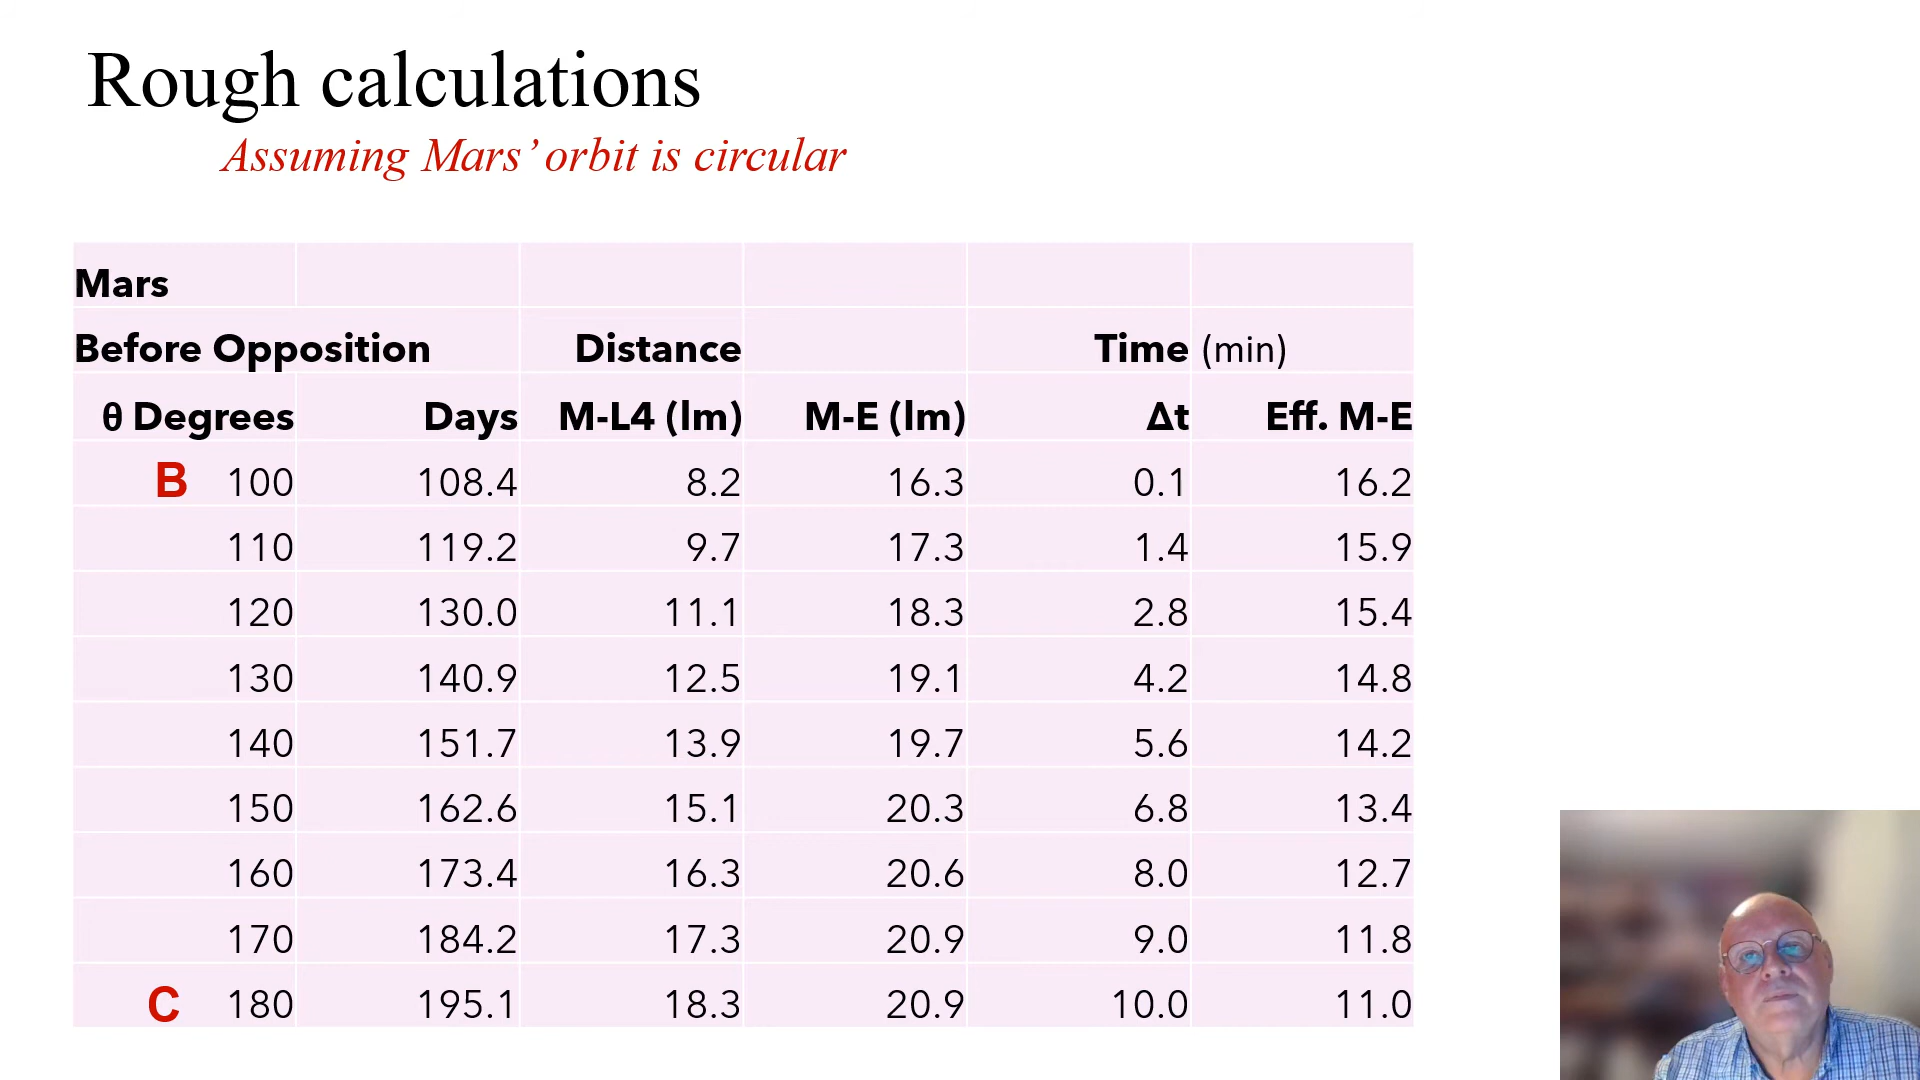 Rough calculations
Assuming Mars’ orbit is circular
Mars
Before Opposition Distance Time (min)
θ Degrees Days M-L4 (lm) M-E (lm) Δt Eff. M-E
B 100 108.4 8.2 16.3 0.1 16.2
110 119.2 9.7 17.3 1.4 15.9
120 130.0 11.1 18.3 2.8 15.4
130 140.9 12.5 19.1 4.2 14.8
140 151.7 13.9 19.7 5.6 14.2
150 162.6 15.1 20.3 6.8 13.4
160 173.4 16.3 20.6 8.0 12.7
170 184.2 17.3 20.9 9.0 11.8
C 180 195.1 18.3 20.9 10.0 11.0